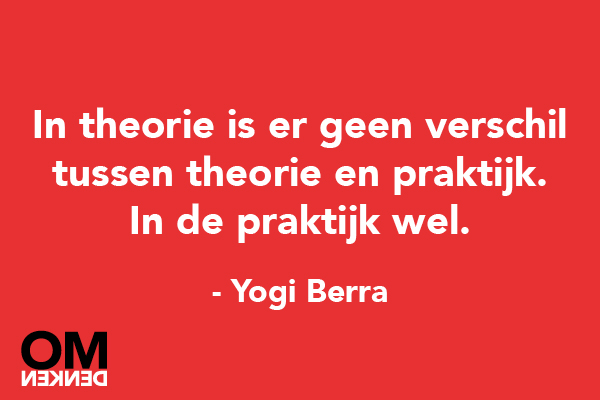 In theorie is er geen verschil
tussen theorie en praktijk.
In de praktijk wel.
- Yogi Berra
OM
DENKEN